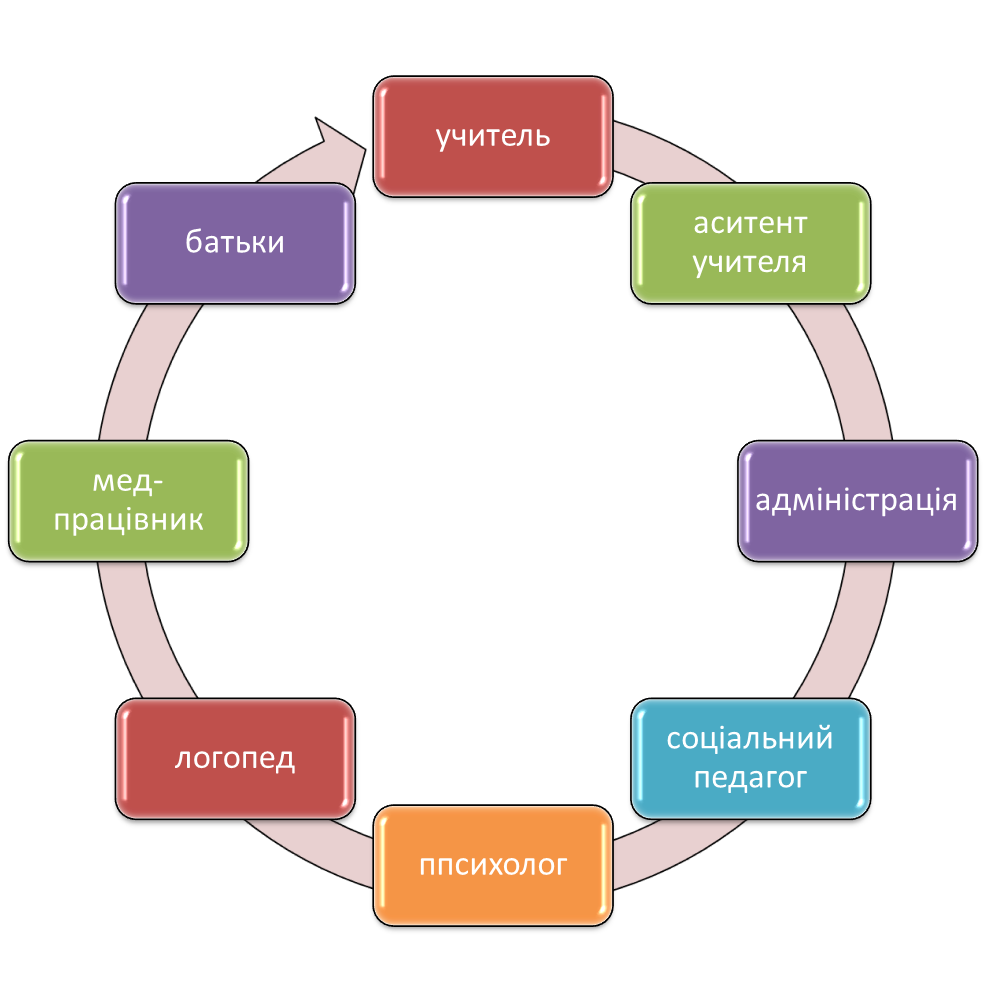 учитель
аситент
учителя
адміністрація
соціальний
педагог
ппсихолог
логопед
мед-
працівник
батьки